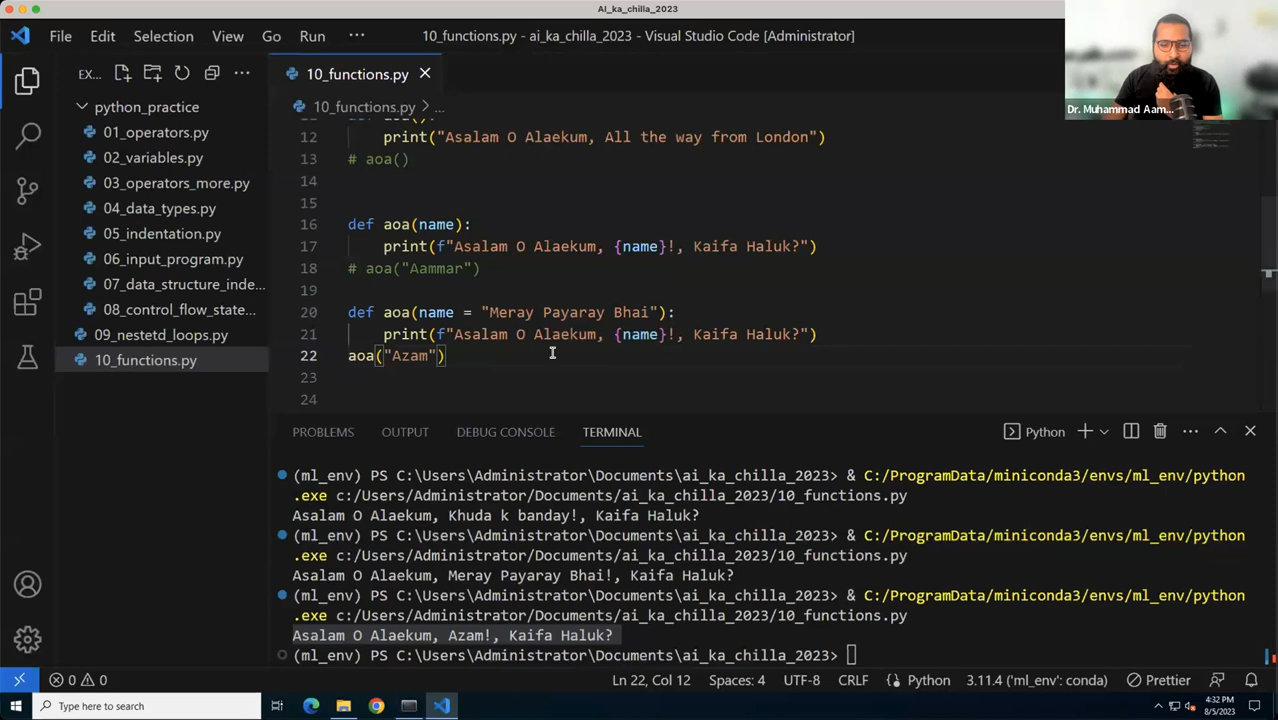 AI_ka_chilla_2023
File Edit Selection View Go Run ··· 10_functions.py - ai_ka_chilla_2023 - Visual Studio Code [Administrator]
Dr. Muhammad Aam...
EX... ···
python_practice
01_operators.py
02_variables.py
03_operators_more.py
04_data_types.py
05_indentation.py
06_input_program.py
07_data_structure_inde...
08_control_flow_state...
09_nestetd_loops.py
10_functions.py
10_functions.py
10_functions.py > ...
12 print("Asalam O Alaekum, All the way from London")
13 # aoa()
14
15
16 def aoa(name):
17 print(f"Asalam O Alaekum, {name}!, Kaifa Haluk?")
18 # aoa("Aammar")
19
20 def aoa(name = "Meray Payaray Bhai"):
21 print(f"Asalam O Alaekum, {name}!, Kaifa Haluk?")
22 aoa("Azam")
23
24
PROBLEMS OUTPUT DEBUG CONSOLE TERMINAL Python ···
(ml_env) PS C:\Users\Administrator\Documents\ai_ka_chilla_2023> & C:/ProgramData/miniconda3/envs/ml_env/python
.exe c:/Users/Administrator/Documents/ai_ka_chilla_2023/10_functions.py
Asalam O Alaekum, Khuda k banday!, Kaifa Haluk?
(ml_env) PS C:\Users\Administrator\Documents\ai_ka_chilla_2023> & C:/ProgramData/miniconda3/envs/ml_env/python
.exe c:/Users/Administrator/Documents/ai_ka_chilla_2023/10_functions.py
Asalam O Alaekum, Meray Payaray Bhai!, Kaifa Haluk?
(ml_env) PS C:\Users\Administrator\Documents\ai_ka_chilla_2023> & C:/ProgramData/miniconda3/envs/ml_env/python
.exe c:/Users/Administrator/Documents/ai_ka_chilla_2023/10_functions.py
Asalam O Alaekum, Azam!, Kaifa Haluk?
(ml_env) PS C:\Users\Administrator\Documents\ai_ka_chilla_2023>
0 0 Ln 22, Col 12 Spaces: 4 UTF-8 CRLF Python 3.11.4 ('ml_env': conda) Prettier
Type here to search
4:32 PM
8/5/2023